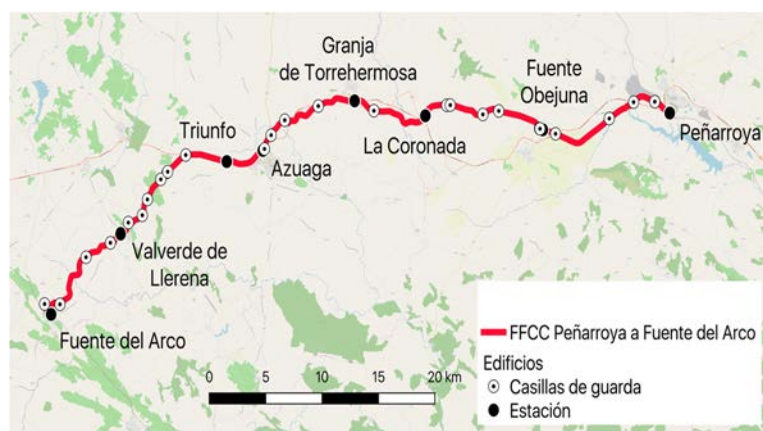 Granja
de Torrehermosa
Fuente
Obejuna
Triunfo
Peñarroya
La Coronada
Azuaga
Valverde de
Llerena
Fuente del Arco
0 5 10 15 20 km
FFCC Peñarroya a Fuente del Arco
Edificios
Casillas de guarda
Estación